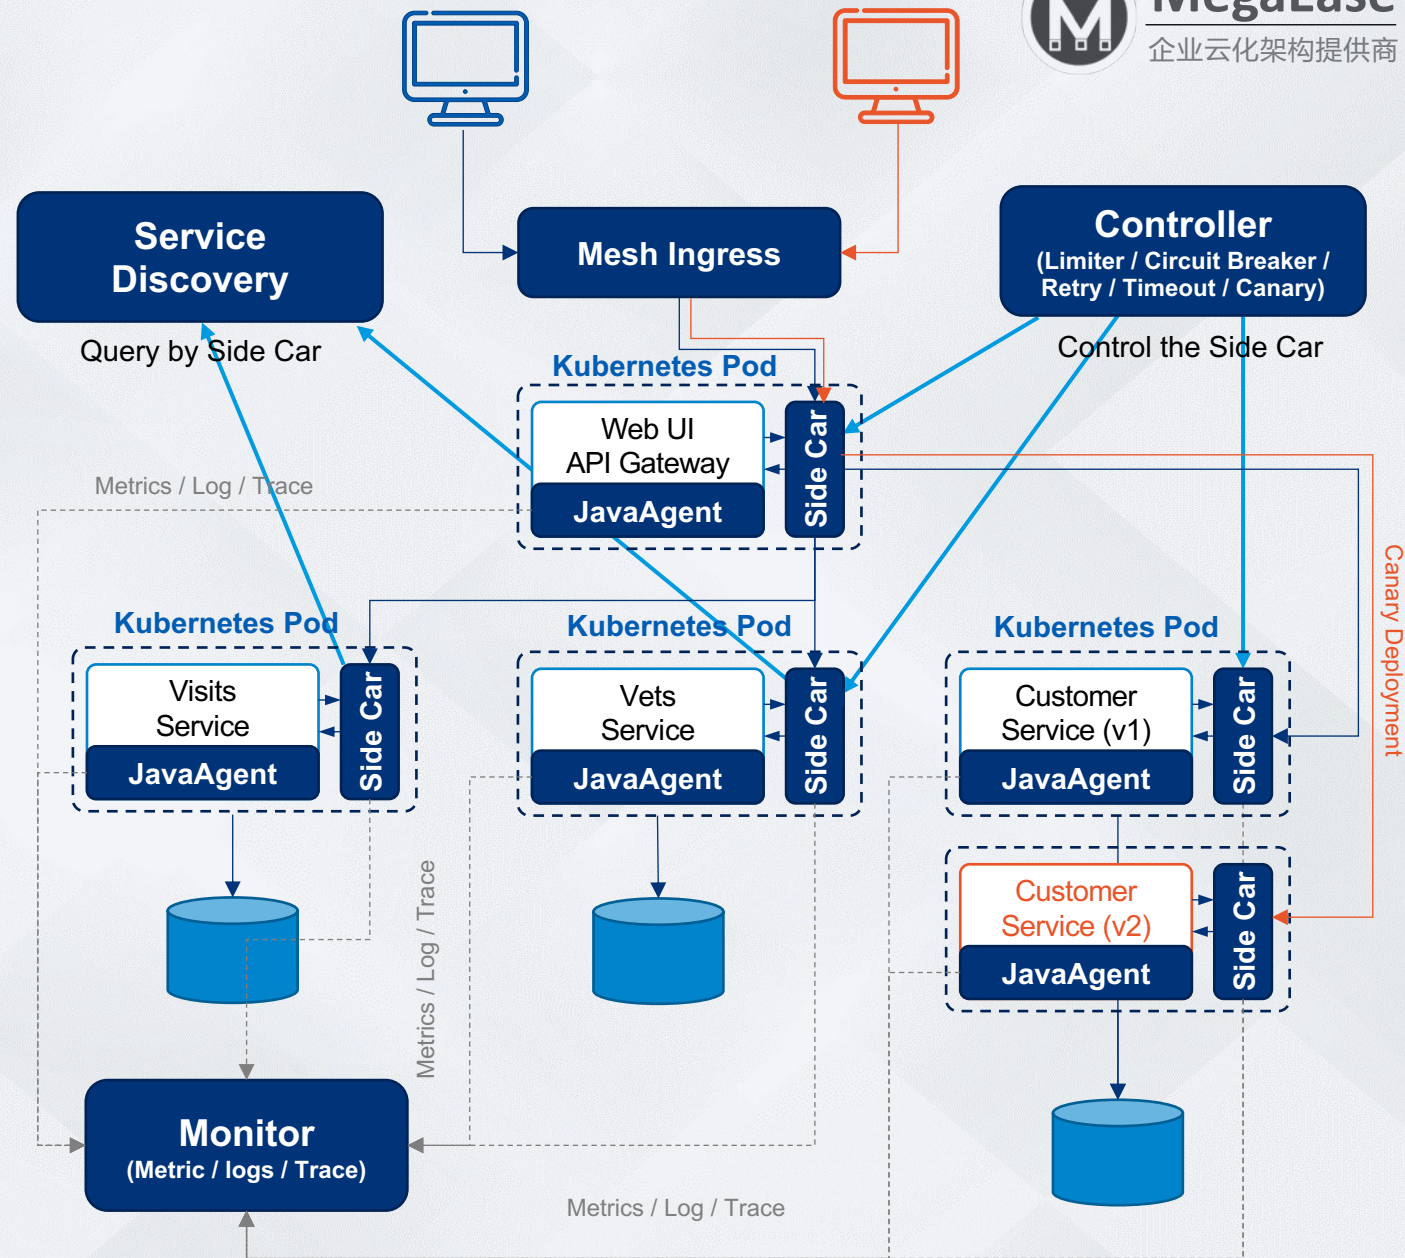 MegaEase
企业云化架构提供商
Service
Discovery
Mesh Ingress
Controller
(Limiter / Circuit Breaker /
Retry / Timeout / Canary)
Query by Side Car
Control the Side Car
Kubernetes Pod
Web UI
API Gateway
JavaAgent
Side Car
Metrics / Log / Trace
Canary Deployment
Kubernetes Pod
Visits
Service
JavaAgent
Side Car
Kubernetes Pod
Vets
Service
JavaAgent
Side Car
Kubernetes Pod
Customer
Service (v1)
JavaAgent
Side Car
Customer
Service (v2)
JavaAgent
Side Car
Metrics / Log / Trace
Monitor
(Metric / logs / Trace)
Metrics / Log / Trace